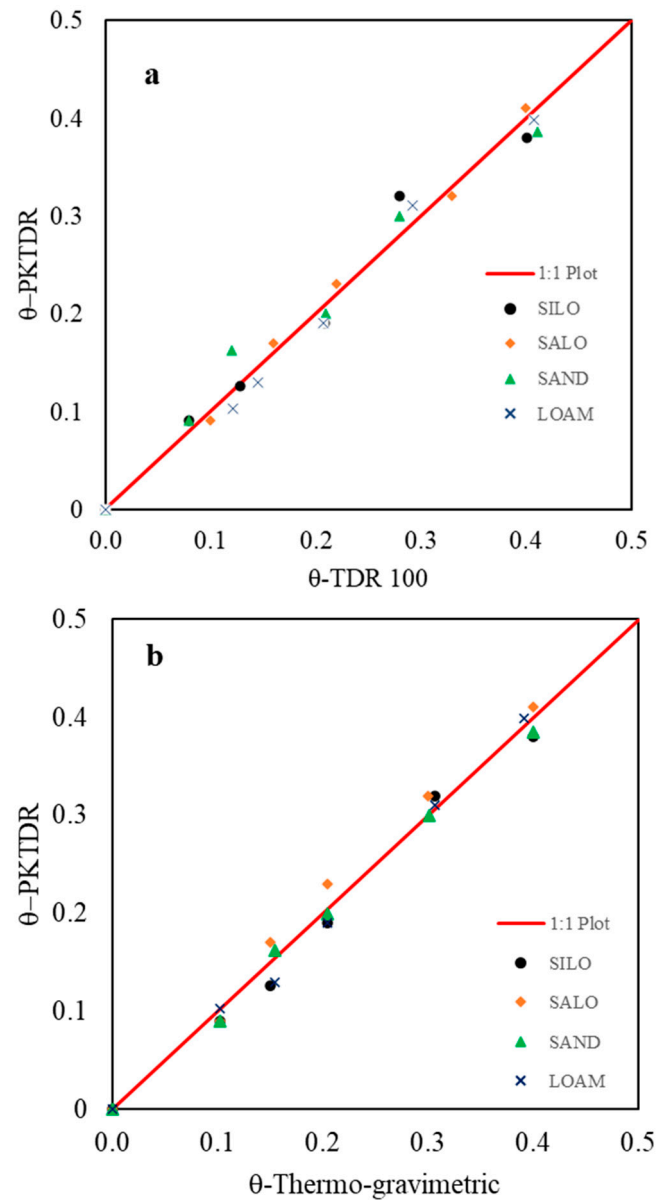 a
0.5
0.4
0.3
0.2
0.1
0
θ–PKTDR
1:1 Plot
SILO
SALO
SAND
LOAM
0.0 0.1 0.2 0.3 0.4 0.5
θ-TDR 100
b
0.5
0.4
0.3
0.2
0.1
0
θ–PKTDR
1:1 Plot
SILO
SALO
SAND
LOAM
0.0 0.1 0.2 0.3 0.4 0.5
θ-Thermo-gravimetric